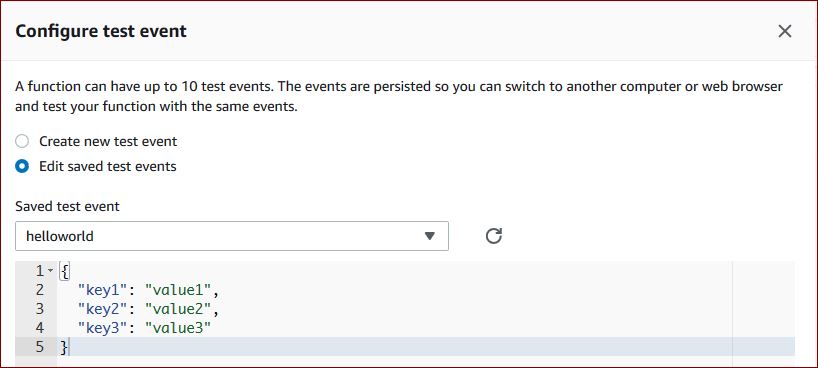 Configure test event
A function can have up to 10 test events. The events are persisted so you can switch to another computer or web browser
and test your function with the same events.
Create new test event
Edit saved test events
Saved test event
helloworld
1 {
2 "key1": "value1",
3 "key2": "value2",
4 "key3": "value3"
5 }